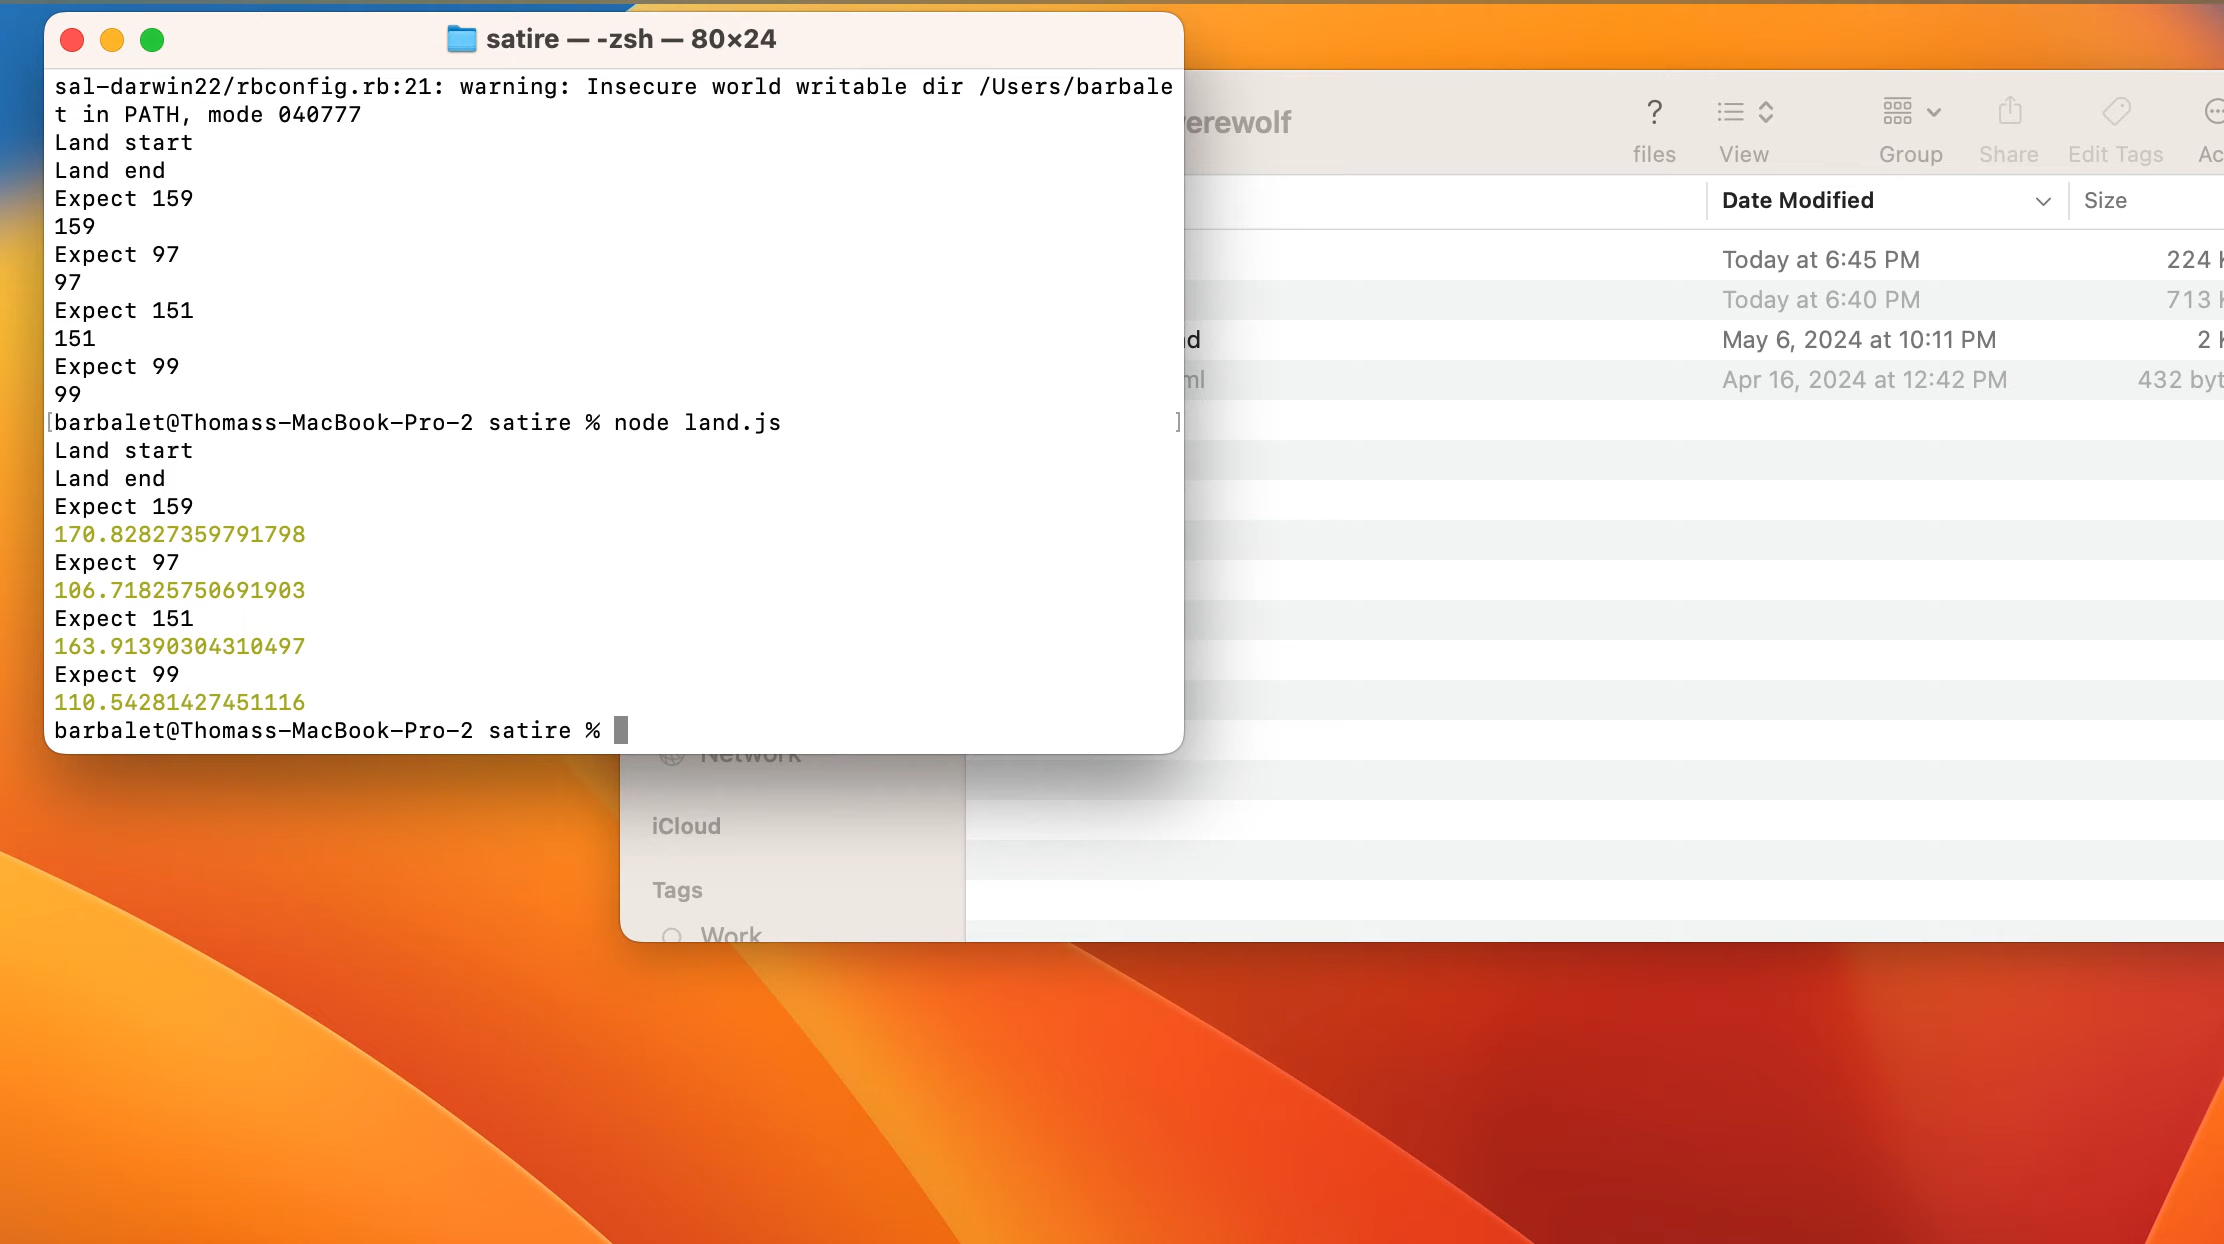 satire — -zsh — 80×24
sal-darwin22/rbconfig.rb:21: warning: Insecure world writable dir /Users/barbale
t in PATH, mode 040777
Land start
Land end
Expect 159
159
Expect 97
97
Expect 151
151
Expect 99
99
[barbalet@Thomass-MacBook-Pro-2 satire % node land.js ]
Land start
Land end
Expect 159
170.82827359791798
Expect 97
106.71825750691903
Expect 151
163.91390304310497
Expect 99
110.54281427451116
barbalet@Thomass-MacBook-Pro-2 satire %
erewolf
?
files View Group Share Edit Tags Ac
Date Modified Size
Today at 6:45 PM 224 K
Today at 6:40 PM 713 K
d May 6, 2024 at 10:11 PM 2 K
ml Apr 16, 2024 at 12:42 PM 432 byt
Network
iCloud
Tags
Work